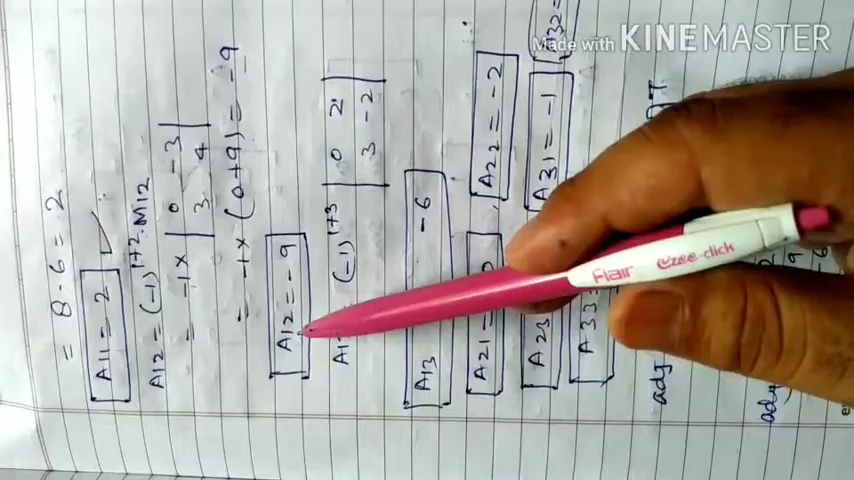 Made with KINEMASTER
= 8-6 = 2
A11 = 2
A12 = (-1)^1+2 · M12
= -1 × | 0 -3 |
| 3 4 |
= -1 × (0+9) = -9
A12 = -9
(-1)^1+3 | 0 2 |
| 3 -2 |
A13 -6
A21 =
A22 = -2
A23
A31 = -1
A32 =
A33
adj
Flair ezee-click